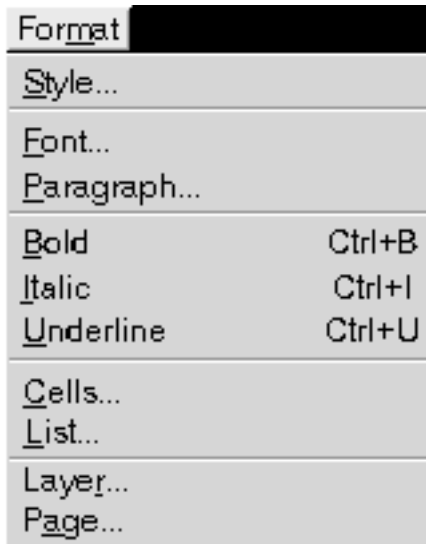 Format
Style...
Font...
Paragraph...
Bold Ctrl+B
Italic Ctrl+I
Underline Ctrl+U
Cells...
List...
Layer...
Page...